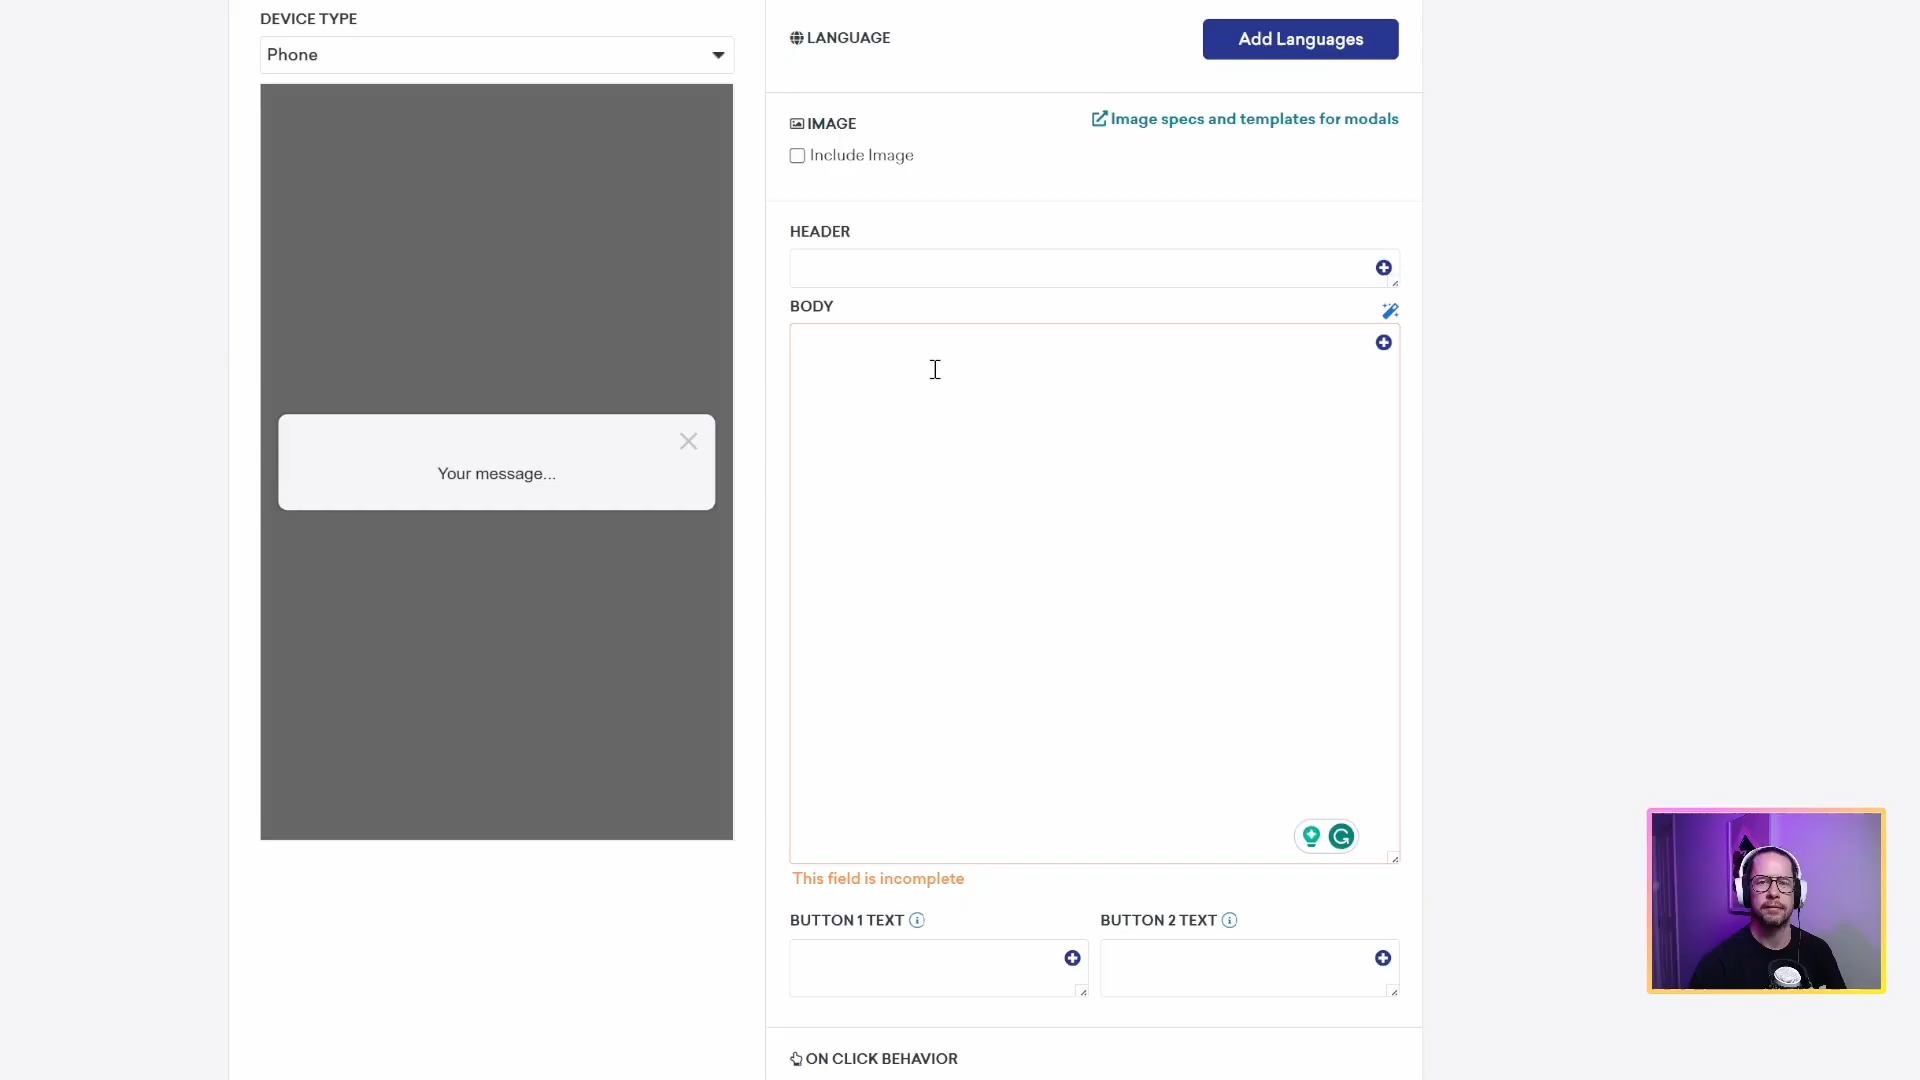 DEVICE TYPE
Phone
Your message...
LANGUAGE
Add Languages
IMAGE
Image specs and templates for modals
Include Image
HEADER
BODY
This field is incomplete
BUTTON 1 TEXT
BUTTON 2 TEXT
ON CLICK BEHAVIOR